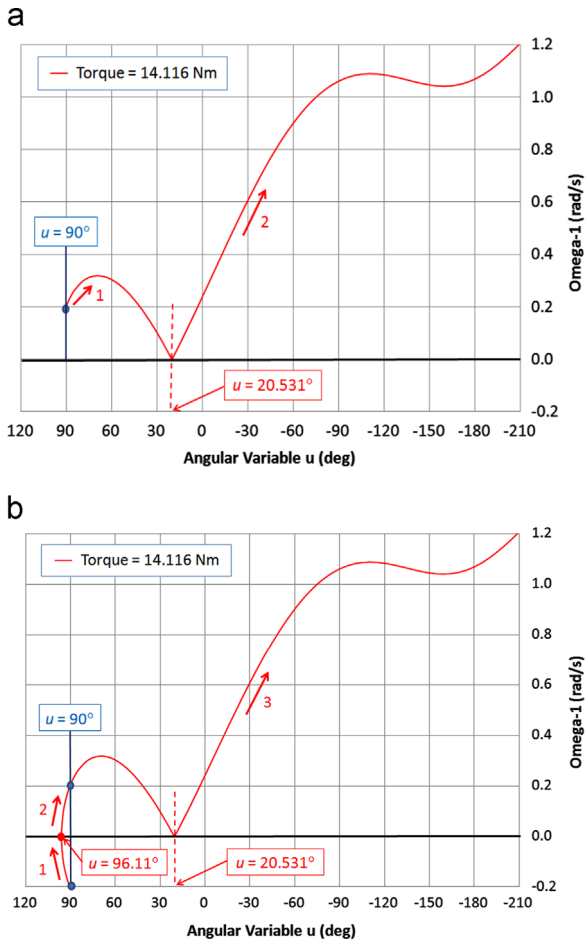 a
Torque = 14.116 Nm
1.2
1.0
0.8
0.6
0.4
0.2
0.0
-0.2
Omega-1 (rad/s)
u = 90°
1
2
u = 20.531°
120 90 60 30 0 -30 -60 -90 -120 -150 -180 -210
Angular Variable u (deg)
b
Torque = 14.116 Nm
1.2
1.0
0.8
0.6
0.4
0.2
0.0
-0.2
Omega-1 (rad/s)
u = 90°
3
2
1
u = 96.11°
u = 20.531°
120 90 60 30 0 -30 -60 -90 -120 -150 -180 -210
Angular Variable u (deg)